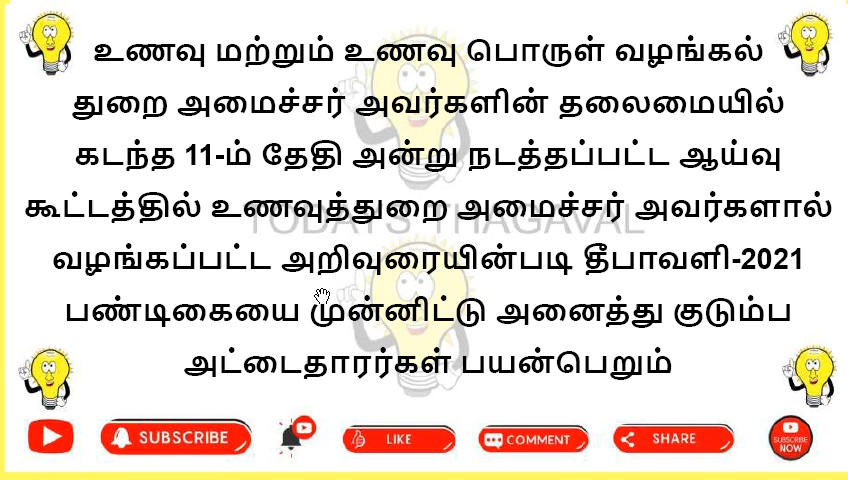 உணவு மற்றும் உணவு பொருள் வழங்கல்
துறை அமைச்சர் அவர்களின் தலைமையில்
கடந்த 11-ம் தேதி அன்று நடத்தப்பட்ட ஆய்வு
கூட்டத்தில் உணவுத்துறை அமைச்சர் அவர்களால்
TODAY'S THAGAVAL
வழங்கப்பட்ட அறிவுரையின்படி தீபாவளி-2021
பண்டிகையை முன்னிட்டு அனைத்து குடும்ப
அட்டைதாரர்கள் பயன்பெறும்
SUBSCRIBE LIKE COMMENT SHARE SUBSCRIBE NOW